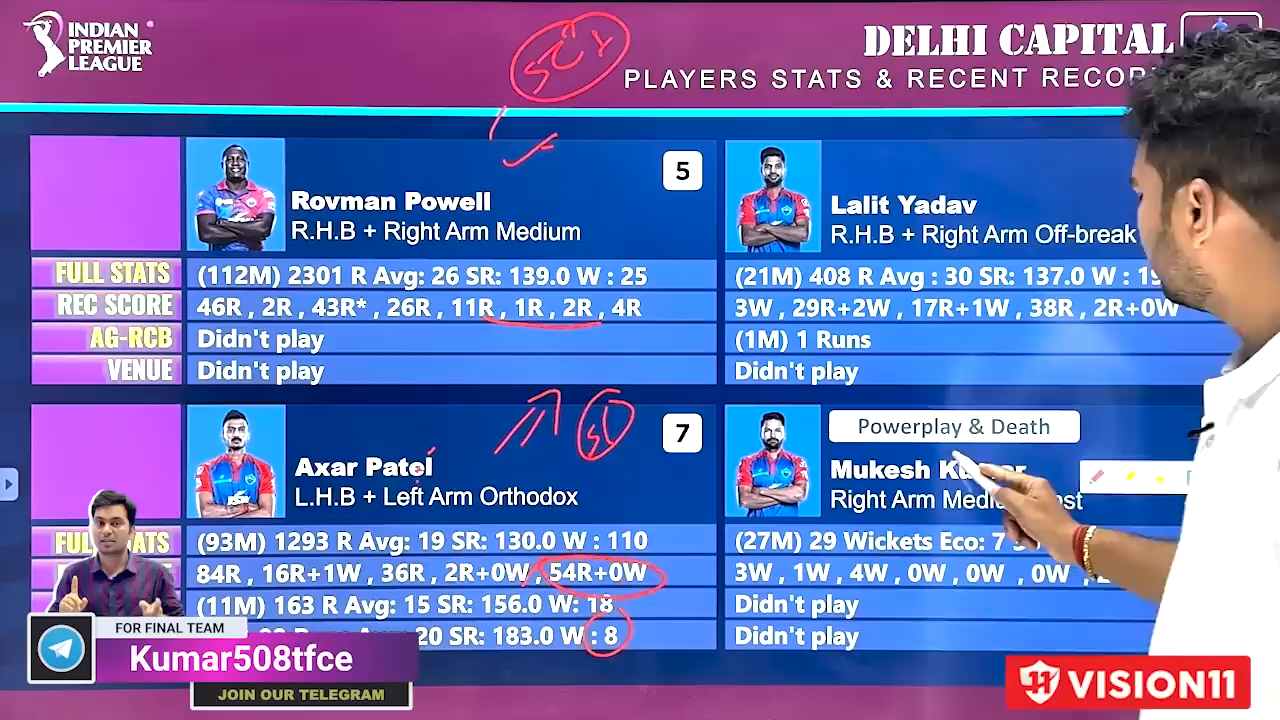 INDIAN
PREMIER
LEAGUE
DELHI CAPITAL
PLAYERS STATS & RECENT
Rovman Powell
R.H.B + Right Arm Medium
5
FULL STATS
(112M) 2301 R Avg: 26 SR: 139.0 W : 25
REC SCORE
46R , 2R , 43R* , 26R , 11R , 1R , 2R , 4R
AG-RCB
Didn't play
VENUE
Didn't play
Lalit Yadav
R.H.B + Right Arm Off-break
(21M) 408 R Avg : 30 SR: 137.0 W :
3W , 29R+2W , 17R+1W , 38R , 2R+0W
(1M) 1 Runs
Didn't play
Axar Patel
L.H.B + Left Arm Orthodox
7
(93M) 1293 R Avg: 19 SR: 130.0 W : 110
84R , 16R+1W , 36R , 2R+0W , 54R+0W
(11M) 163 R Avg: 15 SR: 156.0 W: 18
20 SR: 183.0 W : 8
Powerplay & Death
Mukesh
Right Arm
(27M) 29 Wickets Eco: 7
3W , 1W , 4W , 0W , 0W , 0W ,
Didn't play
Didn't play
FOR FINAL TEAM
Kumar508tfce
JOIN OUR TELEGRAM
11 VISION11